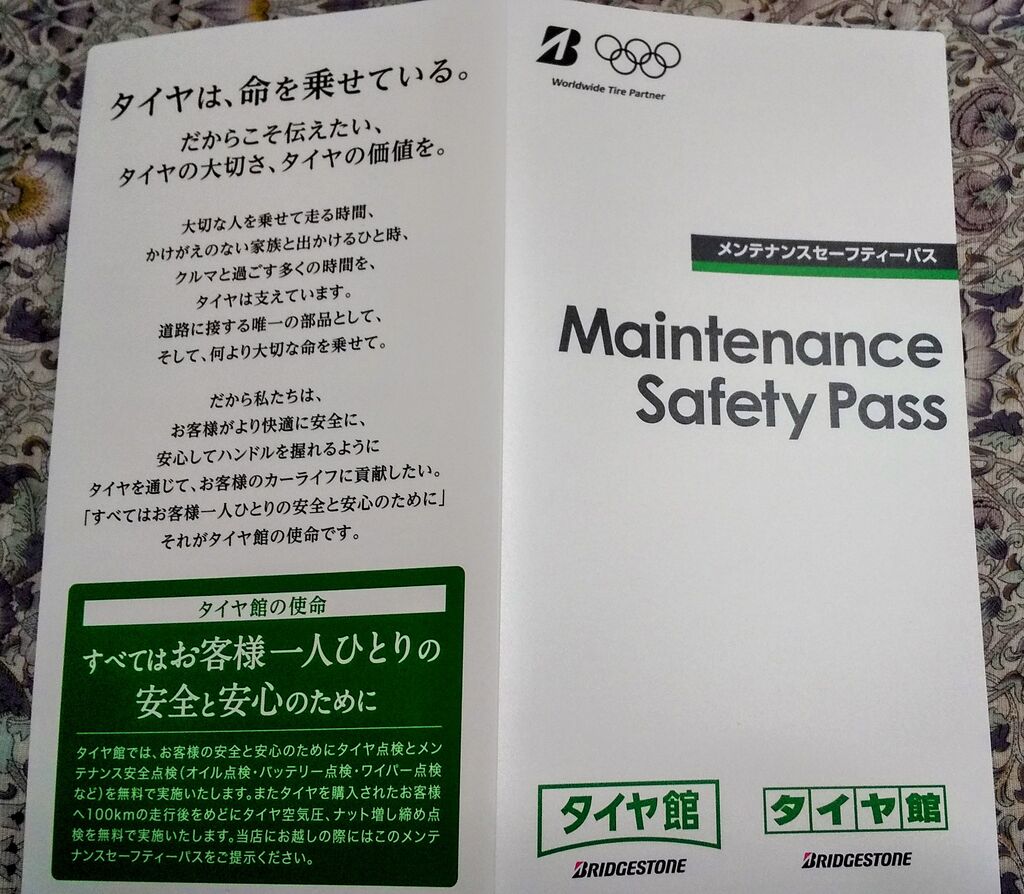 タイヤは、命を乗せている。
だからこそ伝えたい、
タイヤの大切さ、タイヤの価値を。
大切な人を乗せて走る時間、
かけがえのない家族と出かけるひと時、
クルマと過ごす多くの時間を、
タイヤは支えています。
道路に接する唯一の部品として、
そして、何より大切な命を乗せて。
だから私たちは、
お客様がより快適に安全に、
安心してハンドルを握れるように
タイヤを通じて、お客様のカーライフに貢献したい。
「すべてはお客様一人ひとりの安全と安心のために」
それがタイヤ館の使命です。
タイヤ館の使命
すべてはお客様一人ひとりの
安全と安心のために
タイヤ館では、お客様の安全と安心のためにタイヤ点検とメン
テナンス安全点検(オイル点検・バッテリー点検・ワイパー点検
など)を無料で実施いたします。またタイヤを購入されたお客様
へ100kmの走行後をめどにタイヤ空気圧、ナット増し締め点
検を無料で実施いたします。当店にお越しの際にはこのメンテ
ナンスセーフティーパスをご提示ください。
B
Worldwide Tire Partner
メンテナンスセーフティーパス
Maintenance
Safety Pass
タイヤ館
BRIDGESTONE
タイヤ館
BRIDGESTONE